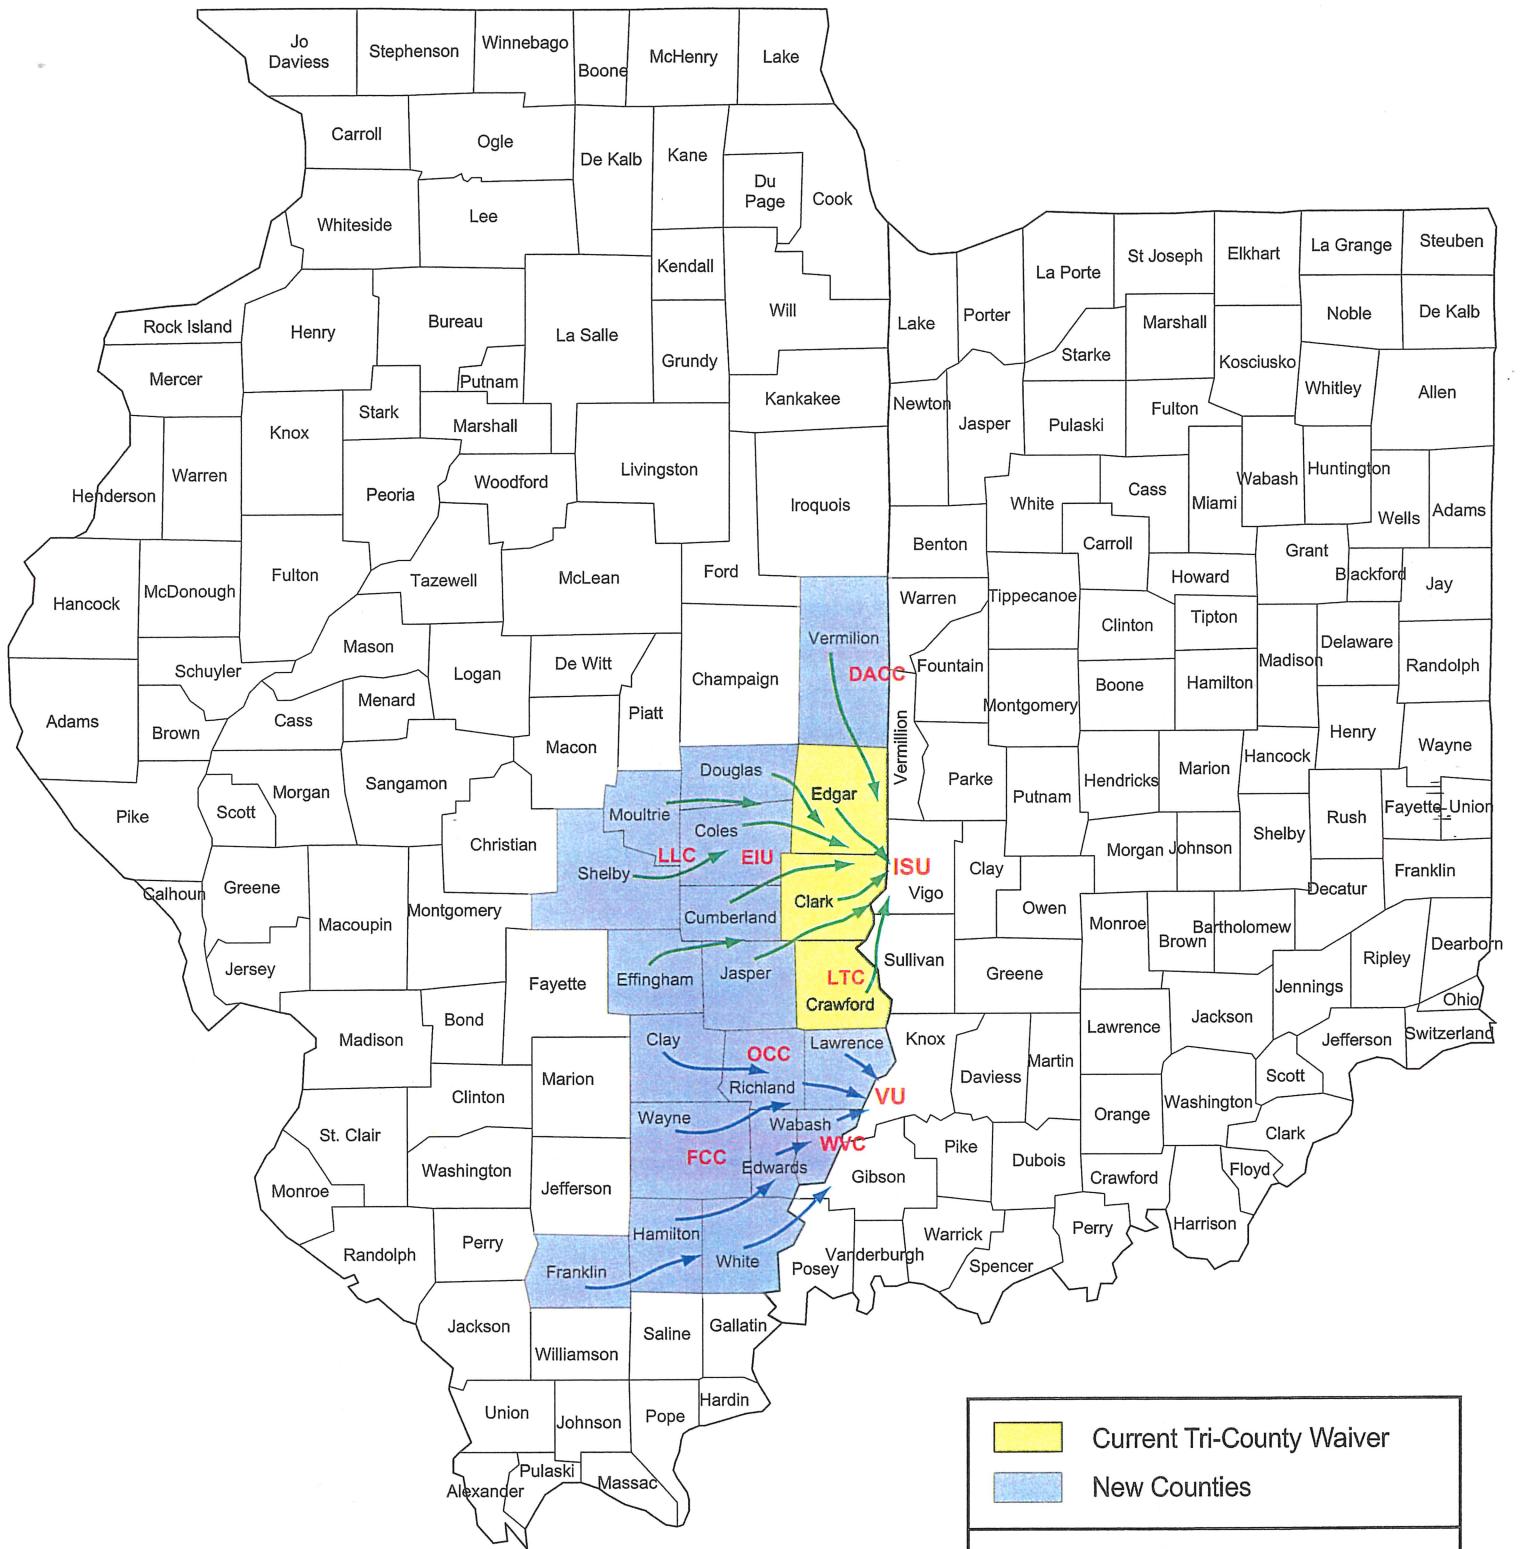 Jo
Daviess
Stephenson
Winnebago
Boone
McHenry
Lake
Carroll
Ogle
De Kalb
Kane
Du
Page
Cook
Whiteside
Lee
Kendall
Will
Rock Island
Henry
Bureau
La Salle
Grundy
Putnam
Mercer
Kankakee
Stark
Knox
Marshall
Henderson
Warren
Peoria
Woodford
Livingston
Iroquois
Hancock
McDonough
Fulton
Tazewell
McLean
Ford
Mason
Schuyler
Logan
De Witt
Champaign
Vermilion
DACC
Adams
Brown
Cass
Menard
Piatt
Macon
Douglas
Edgar
Pike
Scott
Morgan
Sangamon
Moultrie
Coles
Christian
LLC
EIU
Shelby
ISU
Calhoun
Greene
Macoupin
Montgomery
Cumberland
Clark
Jersey
Fayette
Effingham
Jasper
LTC
Crawford
Madison
Bond
Clay
OCC
Lawrence
Marion
Richland
VU
Clinton
Wayne
Wabash
St. Clair
FCC
WVC
Washington
Edwards
Monroe
Jefferson
Randolph
Perry
Hamilton
White
Franklin
Jackson
Williamson
Saline
Gallatin
Union
Johnson
Pope
Hardin
Alexander
Pulaski
Massac
Lake
Porter
La Porte
St Joseph
Elkhart
La Grange
Steuben
Starke
Marshall
Kosciusko
Noble
De Kalb
Newton
Jasper
Pulaski
Fulton
Whitley
Allen
White
Cass
Miami
Wabash
Huntington
Wells
Adams
Benton
Carroll
Grant
Howard
Blackford
Jay
Warren
Tippecanoe
Clinton
Tipton
Delaware
Fountain
Madison
Randolph
Montgomery
Boone
Hamilton
Vermillion
Henry
Wayne
Parke
Putnam
Hendricks
Marion
Hancock
Fayette
Union
Rush
Shelby
Morgan
Johnson
Clay
Vigo
Owen
Decatur
Franklin
Monroe
Brown
Bartholomew
Sullivan
Greene
Dearborn
Ripley
Jennings
Ohio
Jackson
Lawrence
Jefferson
Switzerland
Knox
Daviess
Martin
Scott
Orange
Washington
Clark
Pike
Dubois
Gibson
Crawford
Floyd
Harrison
Warrick
Perry
Posey
Vanderburgh
Spencer
Current Tri-County Waiver
New Counties